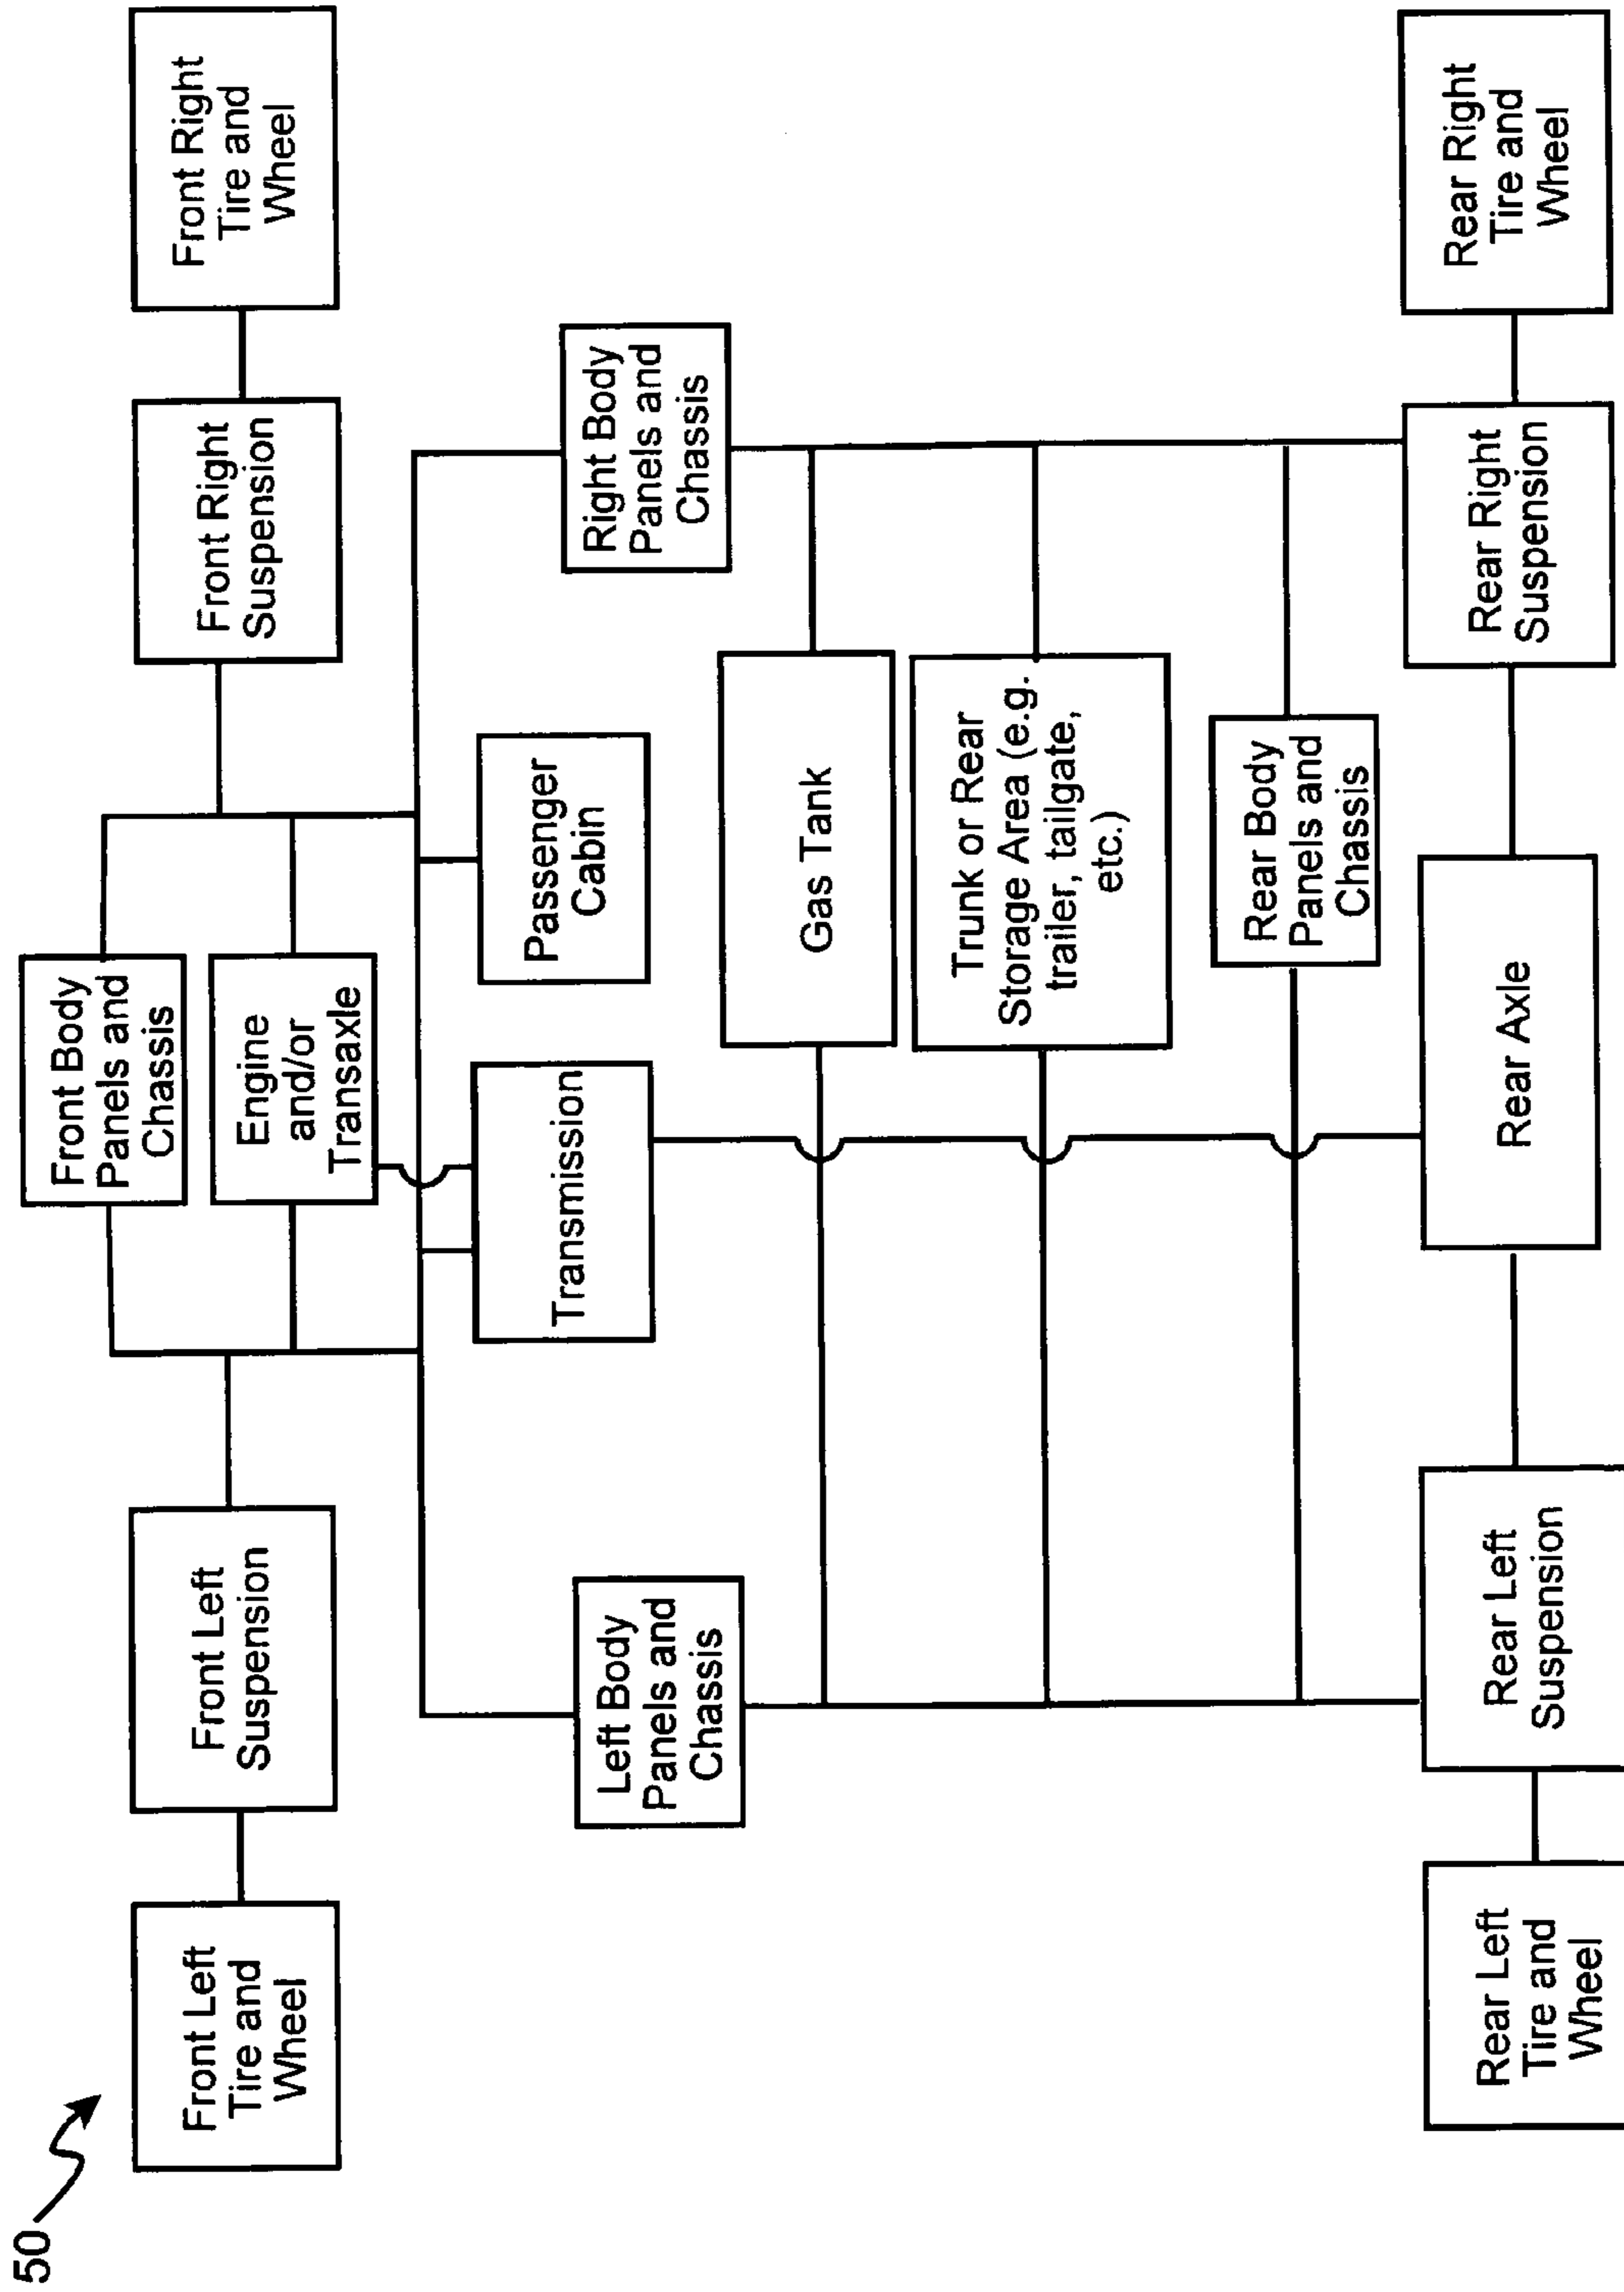 50
Front Left
Tire and
Wheel
Front Left
Suspension
Front Body
Panels and
Chassis
Engine
and/or
Transaxle
Front Right
Suspension
Front Right
Tire and
Wheel
Left Body
Panels and
Chassis
Transmission
Passenger
Cabin
Right Body
Panels and
Chassis
Gas Tank
Trunk or Rear
Storage Area (e.g.
trailer, tailgate,
etc.)
Rear Body
Panels and
Chassis
Rear Left
Tire and
Wheel
Rear Left
Suspension
Rear Axle
Rear Right
Suspension
Rear Right
Tire and
Wheel